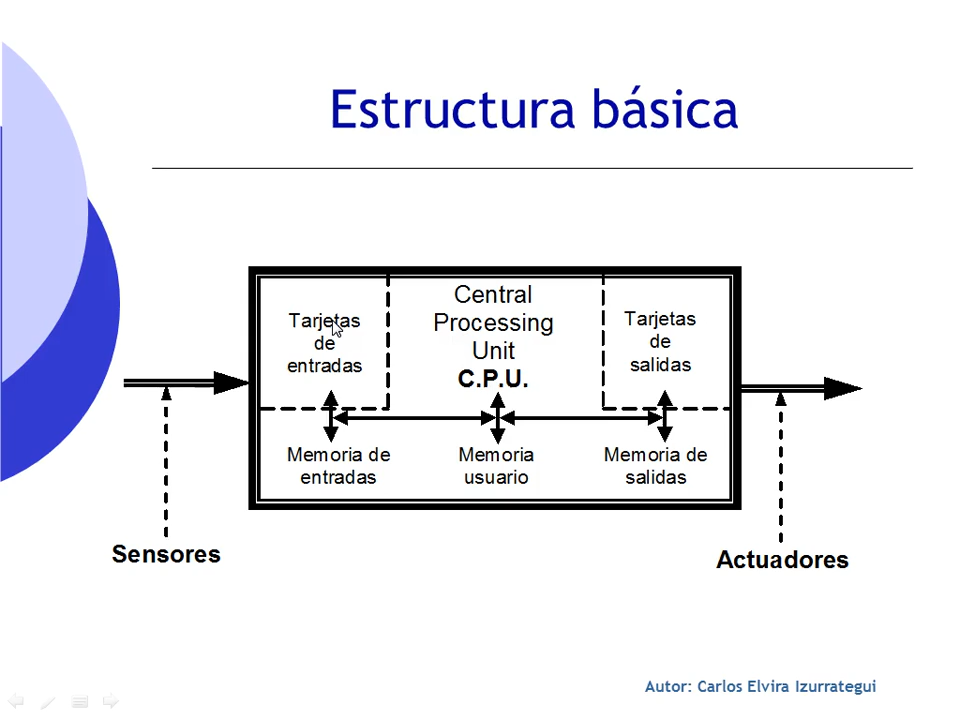 Estructura básica
Tarjetas
de
entradas
Central
Processing
Unit
C.P.U.
Tarjetas
de
salidas
Memoria de
entradas
Memoria
usuario
Memoria de
salidas
Sensores
Actuadores
Autor: Carlos Elvira Izurrategui